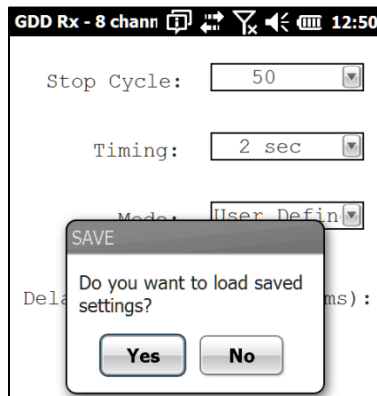 GDD Rx - 8 chann 12:50
Stop Cycle: 50
Timing: 2 sec
Mode: User Defin
SAVE
Do you want to load saved
settings?
Dela ms):
Yes No